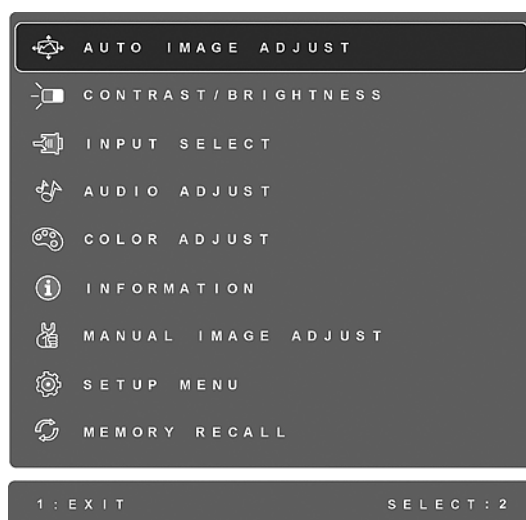 AUTO IMAGE ADJUST
CONTRAST/BRIGHTNESS
INPUT SELECT
AUDIO ADJUST
COLOR ADJUST
INFORMATION
MANUAL IMAGE ADJUST
SETUP MENU
MEMORY RECALL
1:EXIT SELECT:2